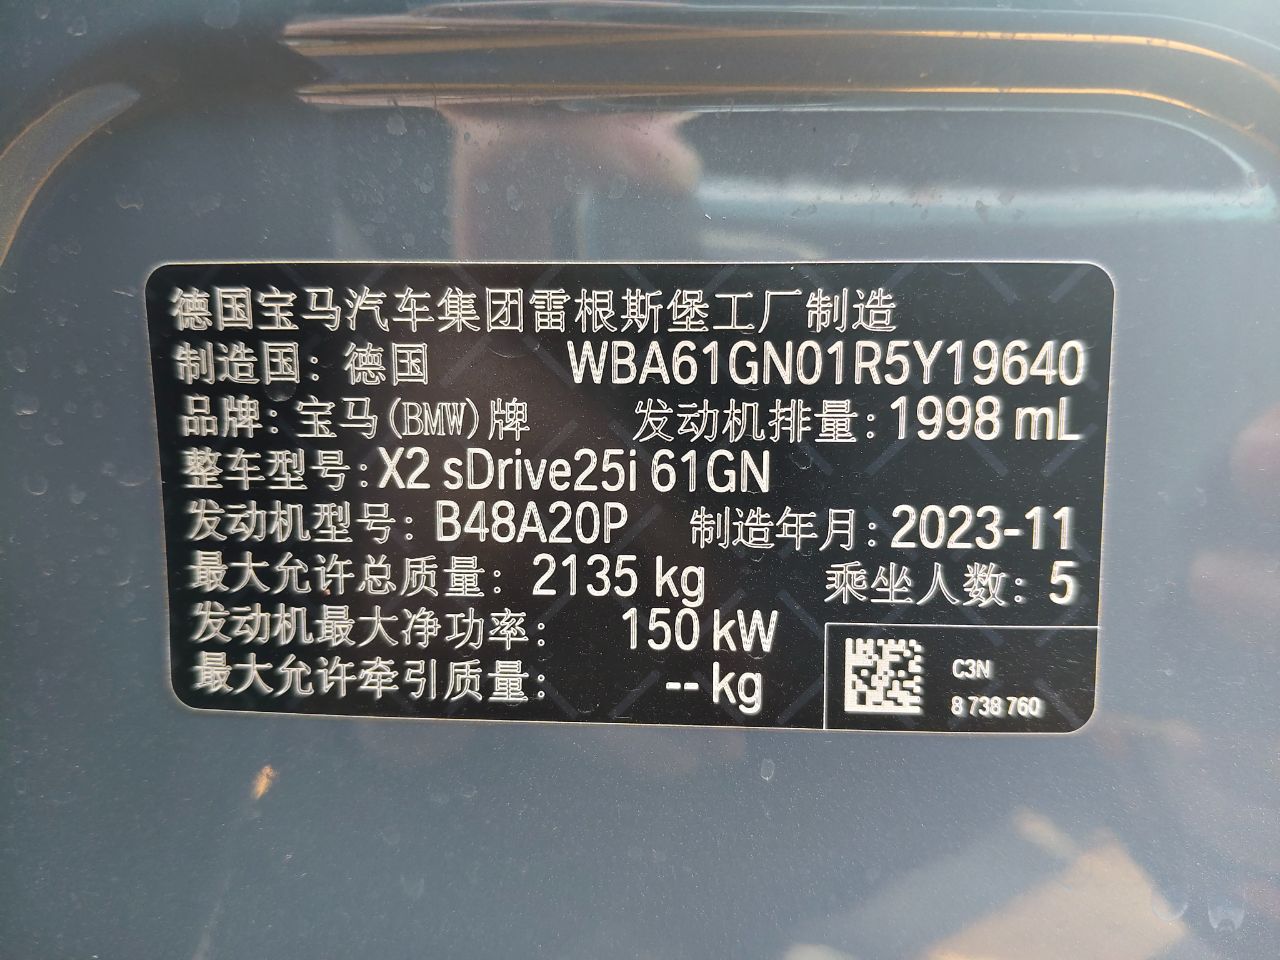 德国宝马汽车集团雷根斯堡工厂制造
制造国：德国 WBA61GN01R5Y19640
品牌：宝马(BMW)牌 发动机排量：1998 mL
整车型号：X2 sDrive25i 61GN
发动机型号：B48A20P 制造年月：2023-11
最大允许总质量：2135 kg 乘坐人数：5
发动机最大净功率：150 kW
最大允许牵引质量：-- kg
C3N
8 738 760